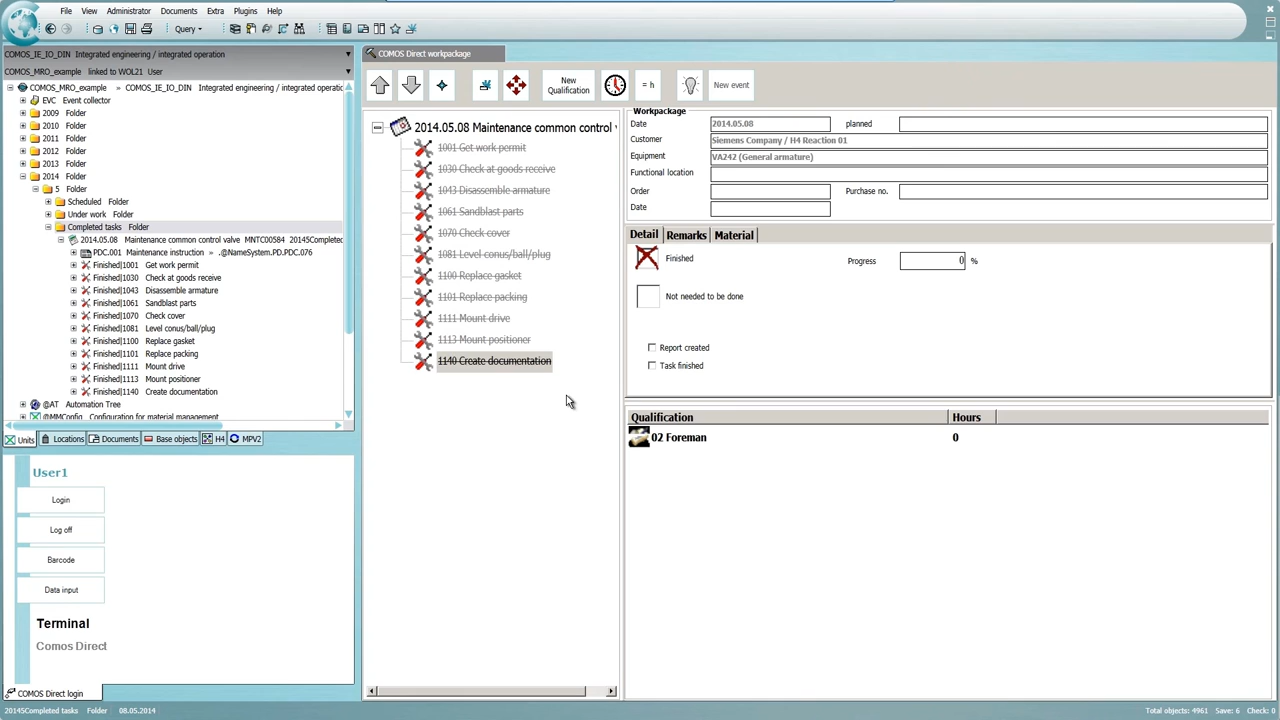 File View Administrator Documents Extra Plugins Help
Query
COMOS_IE_IO_DIN Integrated engineering / integrated operation
COMOS_MRO_example linked to WOL21 User
COMOS_MRO_example » COMOS_IE_IO_DIN Integrated engineering / integrated operatic
EVC Event collector
2009 Folder
2010 Folder
2011 Folder
2012 Folder
2013 Folder
2014 Folder
5 Folder
Scheduled Folder
Under work Folder
Completed tasks Folder
2014.05.08 Maintenance common control valve MNTC00584 20145Completed
PDC.001 Maintenance instruction » .@NameSystem.PD.PDC.076
Finished|1001 Get work permit
Finished|1030 Check at goods receive
Finished|1043 Disassemble armature
Finished|1061 Sandblast parts
Finished|1070 Check cover
Finished|1081 Level conus/ball/plug
Finished|1100 Replace gasket
Finished|1101 Replace packing
Finished|1111 Mount drive
Finished|1113 Mount positioner
Finished|1140 Create documentation
@AT Automation Tree
@MMConfig Configuration for material management
Units Locations Documents Base objects H4 MPV2
User1
Login
Log off
Barcode
Data input
Terminal
Comos Direct
COMOS Direct login
COMOS Direct workpackage
New Qualification
= h
New event
2014.05.08 Maintenance common control
1001 Get work permit
1030 Check at goods receive
1043 Disassemble armature
1061 Sandblast parts
1070 Check cover
1081 Level conus/ball/plug
1100 Replace gasket
1101 Replace packing
1111 Mount drive
1113 Mount positioner
1140 Create documentation
Workpackage
Date 2014.05.08 planned
Customer Siemens Company / H4 Reaction 01
Equipment VA242 (General armature)
Functional location
Order Purchase no.
Date
Detail Remarks Material
Finished Progress 0 %
Not needed to be done
Report created
Task finished
Qualification Hours
02 Foreman 0
20145Completed tasks Folder 08.05.2014 Total objects: 4961 Save: 6 Check: 0